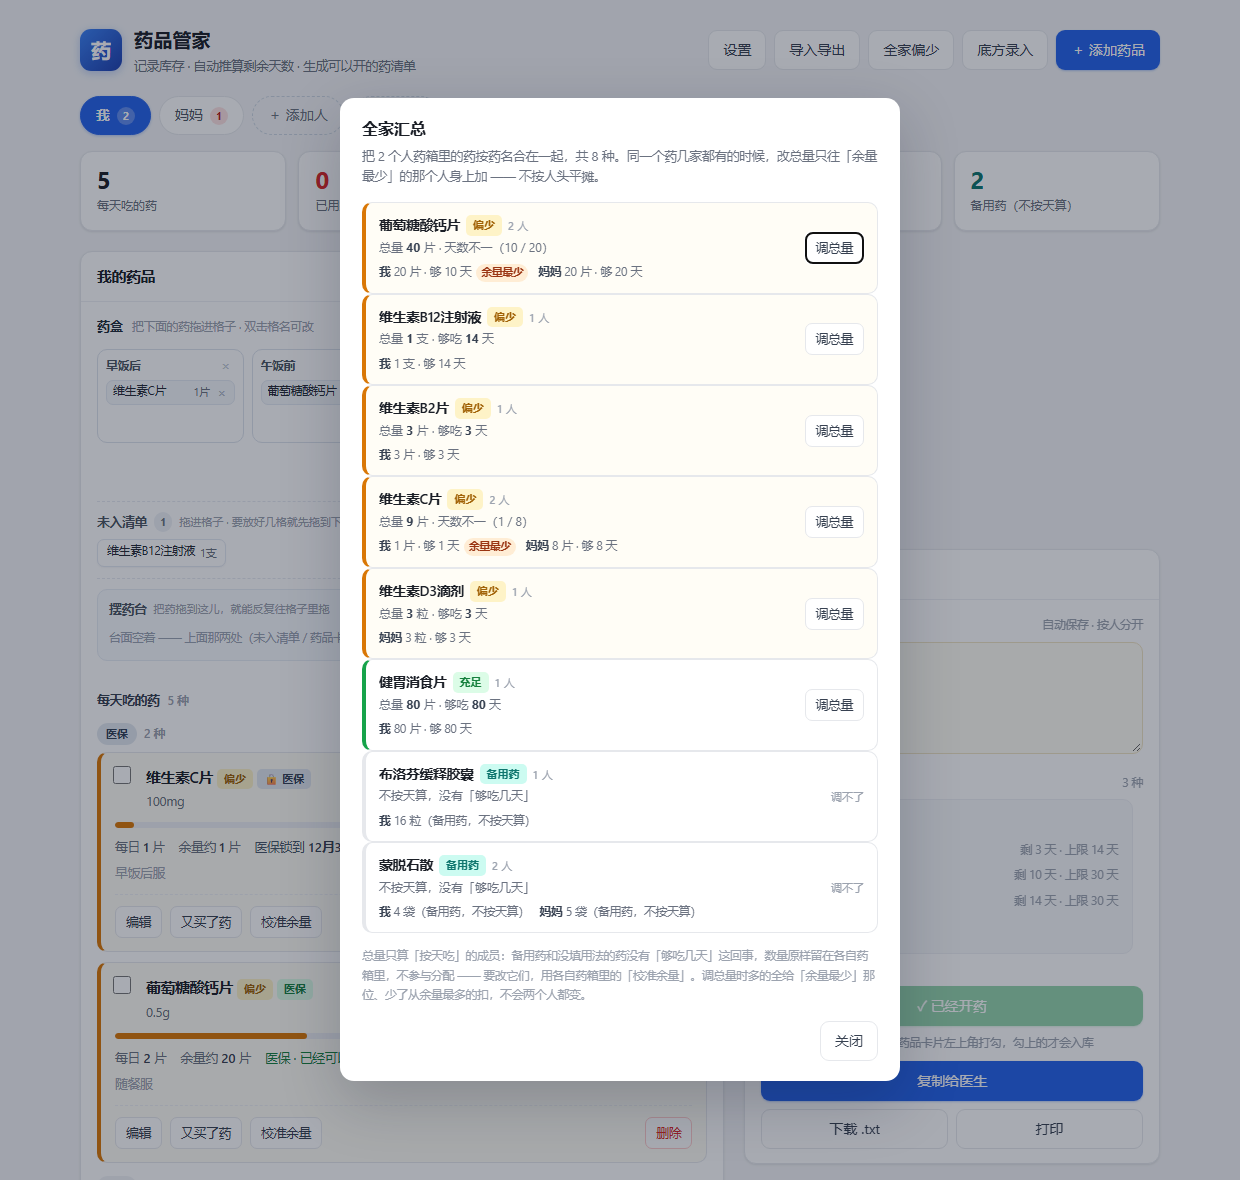 药
药品管家
记录库存 · 自动推算剩余天数 · 生成可以开的药清单
设置
导入导出
全家偏少
底方录入
+ 添加药品
我 2
妈妈 1
+ 添加人
5
每天吃的药
0
已用
2
备用药（不按天算）
我的药品
药盒 把下面的药拖进格子 · 双击格名可改
早饭后 ×
维生素C片 1片 ×
午饭前
葡萄糖酸钙片
未入清单 1 拖进格子 · 要放好几格就先拖到下
维生素B12注射液 1支
摆药台 把药拖到这儿，就能反复往格子里拖
台面空着 —— 上面那两处（未入清单 / 药品卡
每天吃的药 5 种
医保 2 种
维生素C片 偏少 🔒 医保
100mg
每日 1 片 余量约 1 片 医保锁到 12月3
早饭后服
编辑
又买了药
校准余量
葡萄糖酸钙片 偏少 医保
0.5g
每日 2 片 余量约 20 片 医保 · 已经可
随餐服
编辑
又买了药
校准余量
删除
全家汇总
把 2 个人药箱里的药按药名合在一起，共 8 种。同一个药几家都有的时候，改总量只往「余量
最少」的那个人身上加 —— 不按人头平摊。
葡萄糖酸钙片 偏少 2 人
总量 40 片 · 天数不一（10 / 20）
我 20 片 · 够 10 天 余量最少 妈妈 20 片 · 够 20 天
调总量
维生素B12注射液 偏少 1 人
总量 1 支 · 够吃 14 天
我 1 支 · 够 14 天
调总量
维生素B2片 偏少 1 人
总量 3 片 · 够吃 3 天
我 3 片 · 够 3 天
调总量
维生素C片 偏少 2 人
总量 9 片 · 天数不一（1 / 8）
我 1 片 · 够 1 天 余量最少 妈妈 8 片 · 够 8 天
调总量
维生素D3滴剂 偏少 1 人
总量 3 粒 · 够吃 3 天
妈妈 3 粒 · 够 3 天
调总量
健胃消食片 充足 1 人
总量 80 片 · 够吃 80 天
我 80 片 · 够 80 天
调总量
布洛芬缓释胶囊 备用药 1 人
不按天算，没有「够吃几天」
我 16 粒（备用药，不按天算）
调不了
蒙脱石散 备用药 2 人
不按天算，没有「够吃几天」
我 4 袋（备用药，不按天算） 妈妈 5 袋（备用药，不按天算）
调不了
总量只算「按天吃」的成员：备用药和没填用法的药没有「够吃几天」这回事，数量原样留在各自药
箱里，不参与分配 —— 要改它们，用各自药箱里的「校准余量」。调总量时多的全给「余量最少」那
位、少了从余量最多的扣，不会两个人都变。
关闭
自动保存 · 按人分开
3 种
剩 3 天 · 上限 14 天
剩 10 天 · 上限 30 天
剩 14 天 · 上限 30 天
✓ 已经开药
药品卡片左上角打勾，勾上的才会入库
复制给医生
下载 .txt
打印